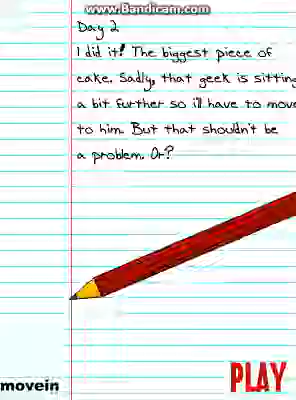 www.Bandicam.com
Day 2
I did it! The biggest piece of
cake. Sadly, that geek is sitting
a bit further so i'll have to move
to him. But that shouldn't be
a problem. Or?
movein
PLAY